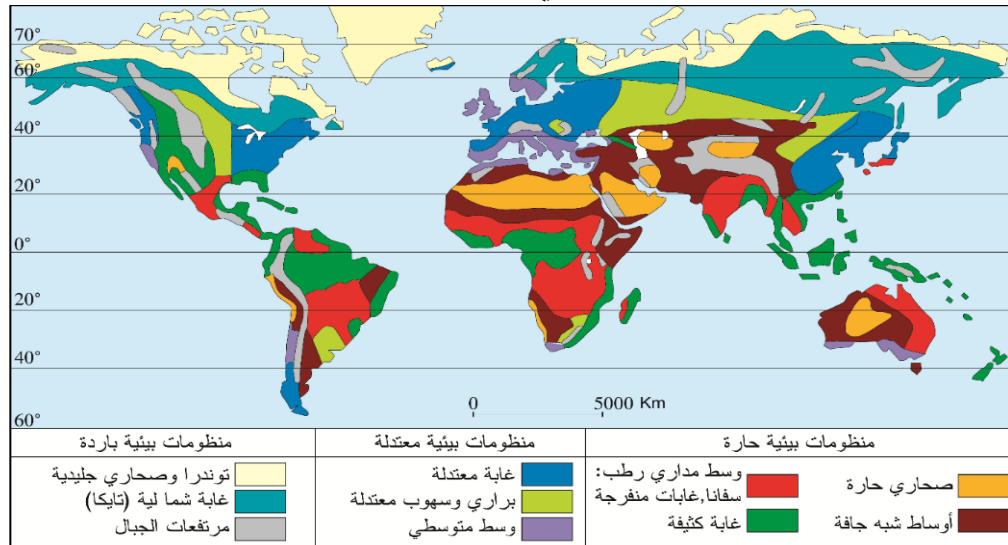 70°
60°
40°
20°
0°
20°
40°
60°
0 5000 Km
منظومات بيئية حارة
صحاري حارة
أوساط شبه جافة
وسط مداري رطب:
سفانا,غابات منفرجة
غابة كثيفة
منظومات بيئية معتدلة
غابة معتدلة
براري وسهوب معتدلة
وسط متوسطي
منظومات بيئية باردة
توندرا وصحاري جليدية
غابة شما لية (تايكا)
مرتفعات الجبال